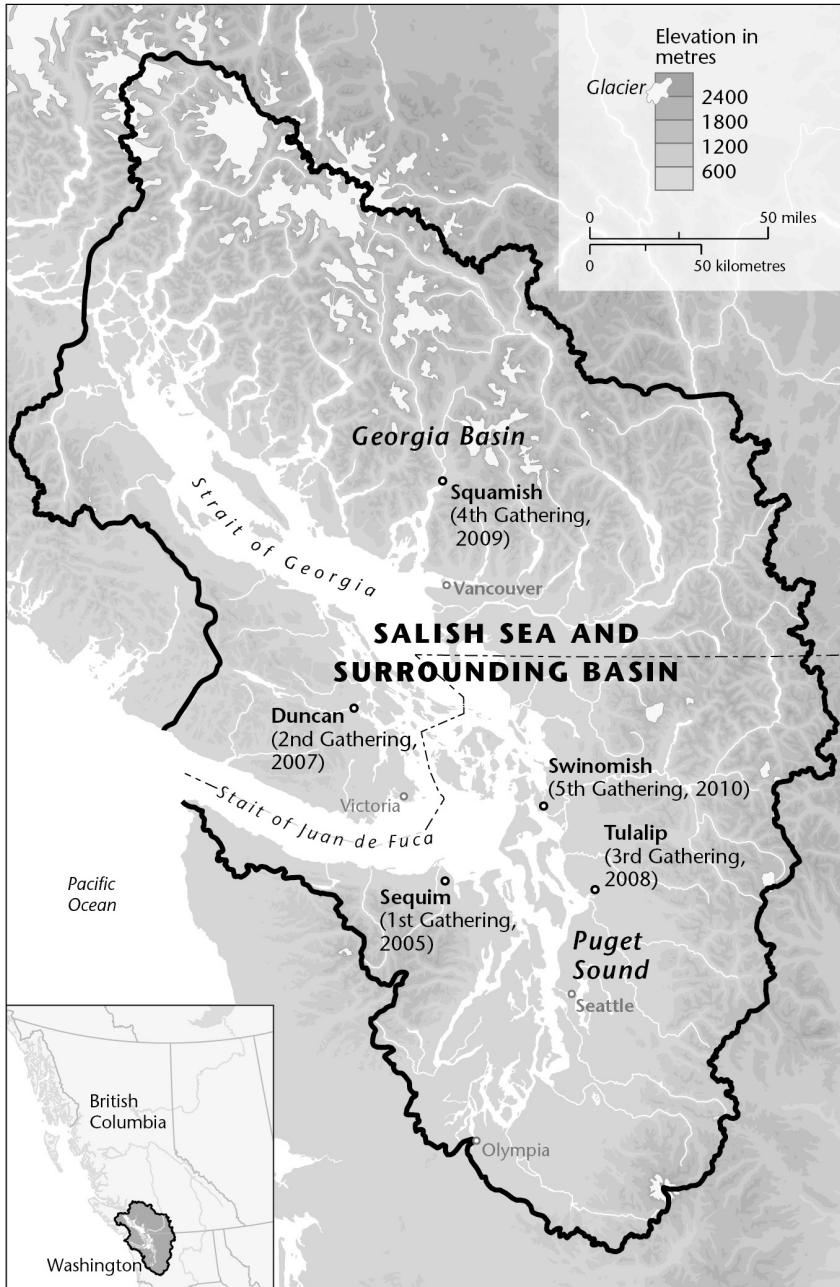 Elevation in
metres
Glacier
2400
1800
1200
600
0 50 miles
0 50 kilometres
Georgia Basin
Squamish
(4th Gathering,
2009)
Strait of Georgia
Vancouver
SALISH SEA AND
SURROUNDING BASIN
Duncan
(2nd Gathering,
2007)
Swinomish
(5th Gathering, 2010)
Victoria
Stait of Juan de Fuca
Tulalip
(3rd Gathering,
2008)
Pacific
Ocean
Sequim
(1st Gathering,
2005)
Puget
Sound
Seattle
British
Columbia
Olympia
Washington